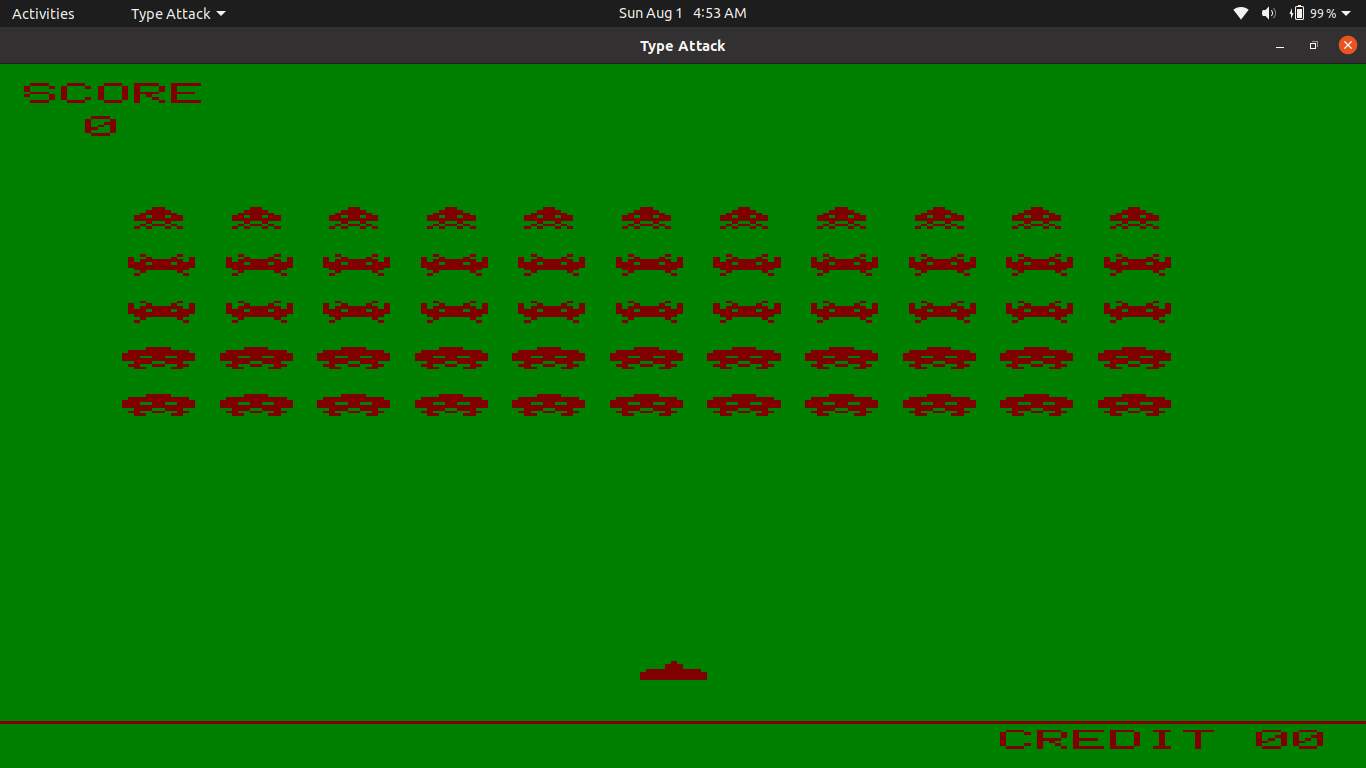 Activities
Type Attack
Sun Aug 1 4:53 AM
99 %
Type Attack
SCORE
0
CREDIT 00